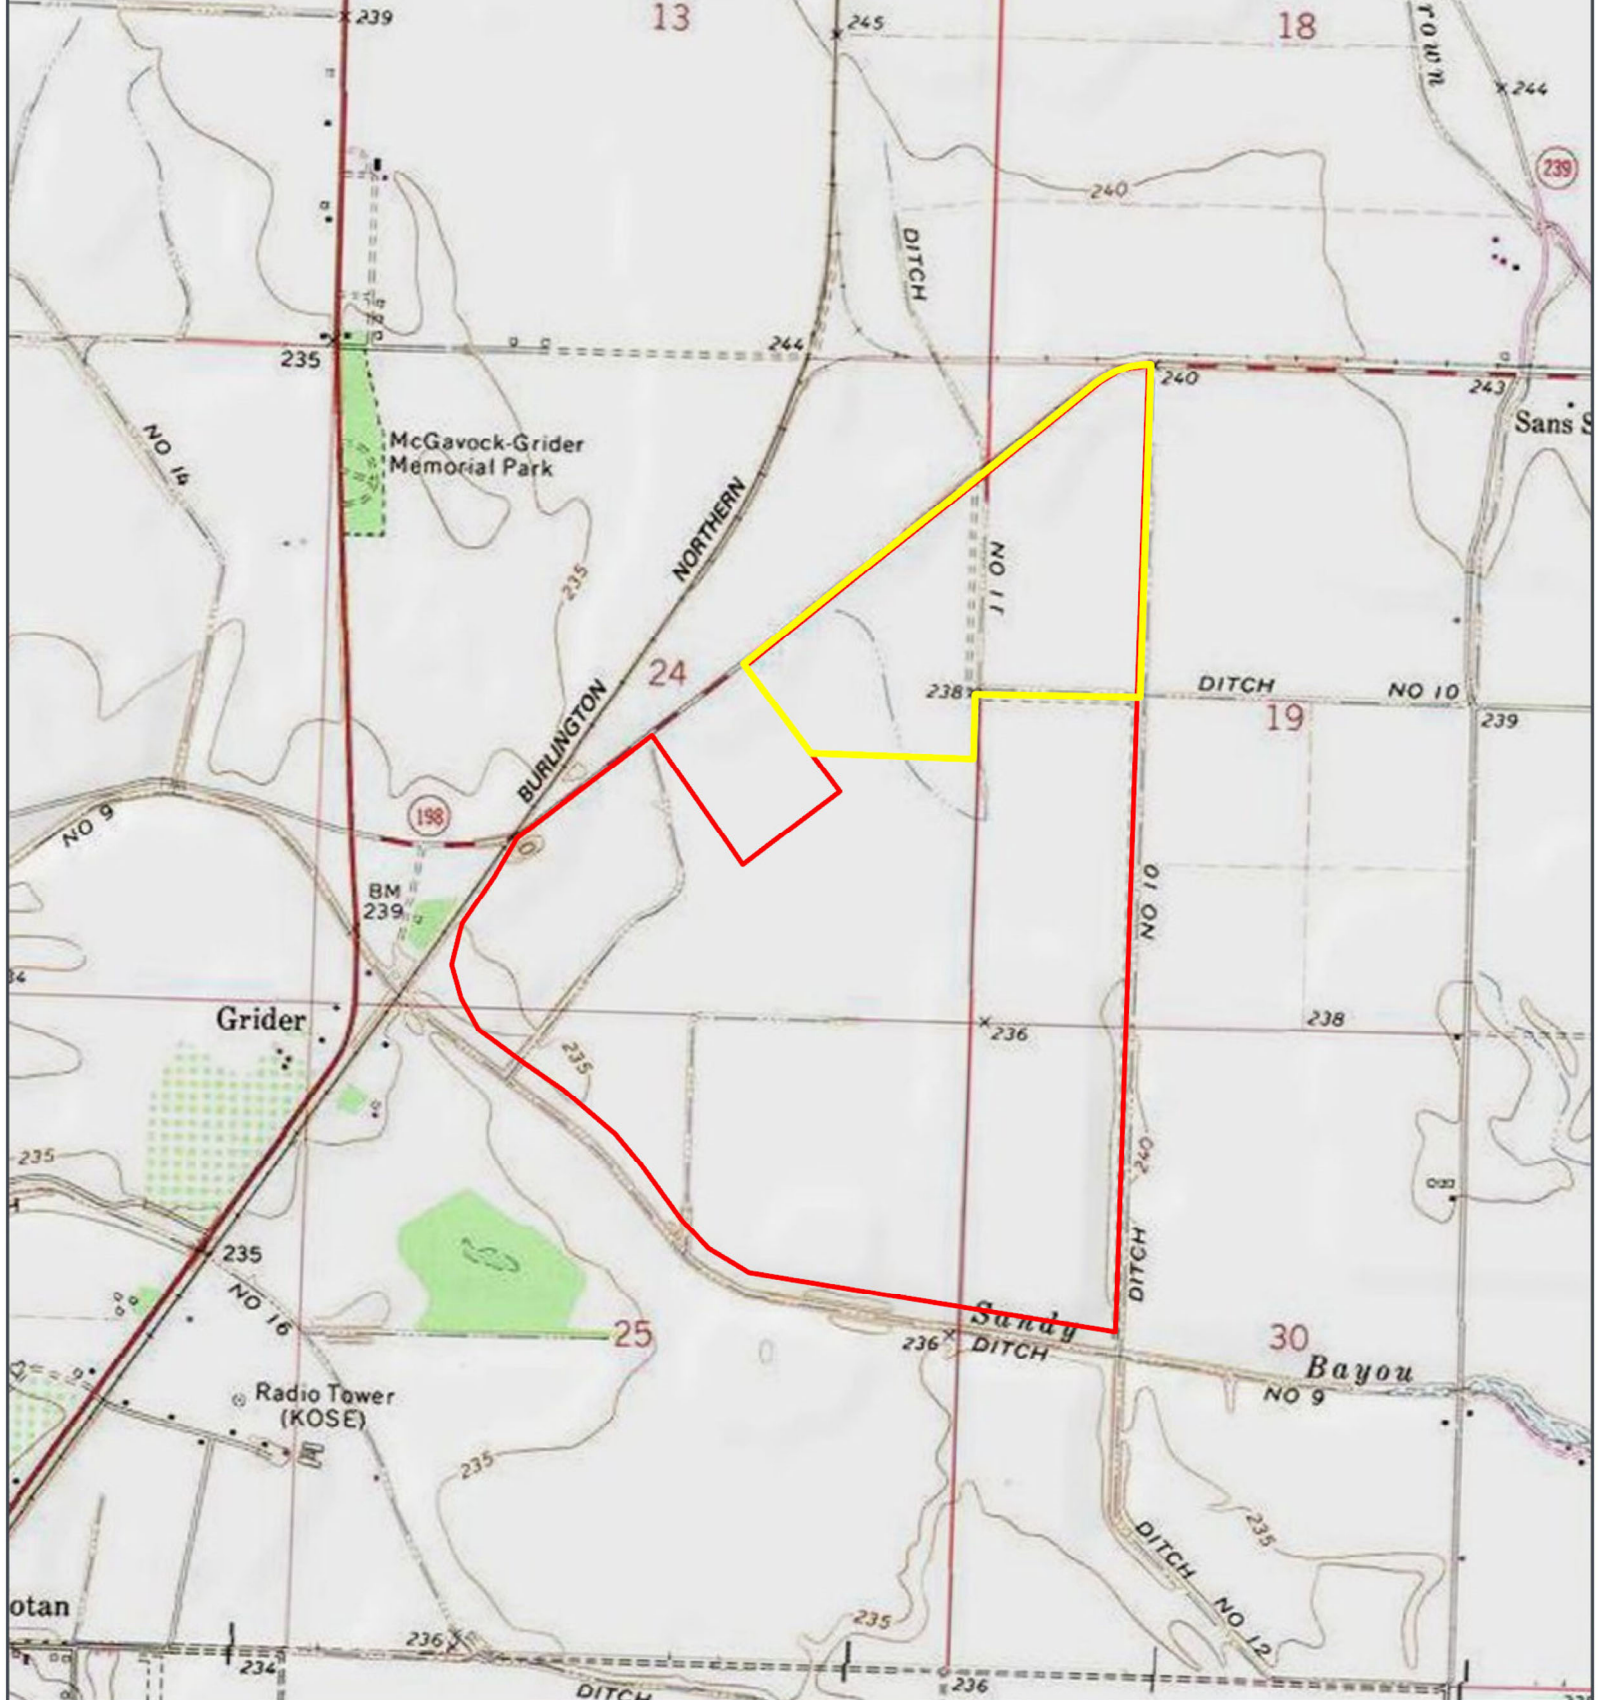 239
13
245
18
rown
244
239
240
DITCH
235
244
240
243
Sans S
NO 14
McGavock-Grider
Memorial Park
NORTHERN
235
NO 11
24
BURLINGTON
238
DITCH
NO 10
19
239
NO 9
198
BM
239
NO 10
34
Grider
236
238
235
235
240
235
DITCH
NO 16
25
Sandy
236
DITCH
30
Bayou
NO 9
Radio Tower
(KOSE)
235
235
DITCH
NO 12
otan
235
236
234
236
DITCH